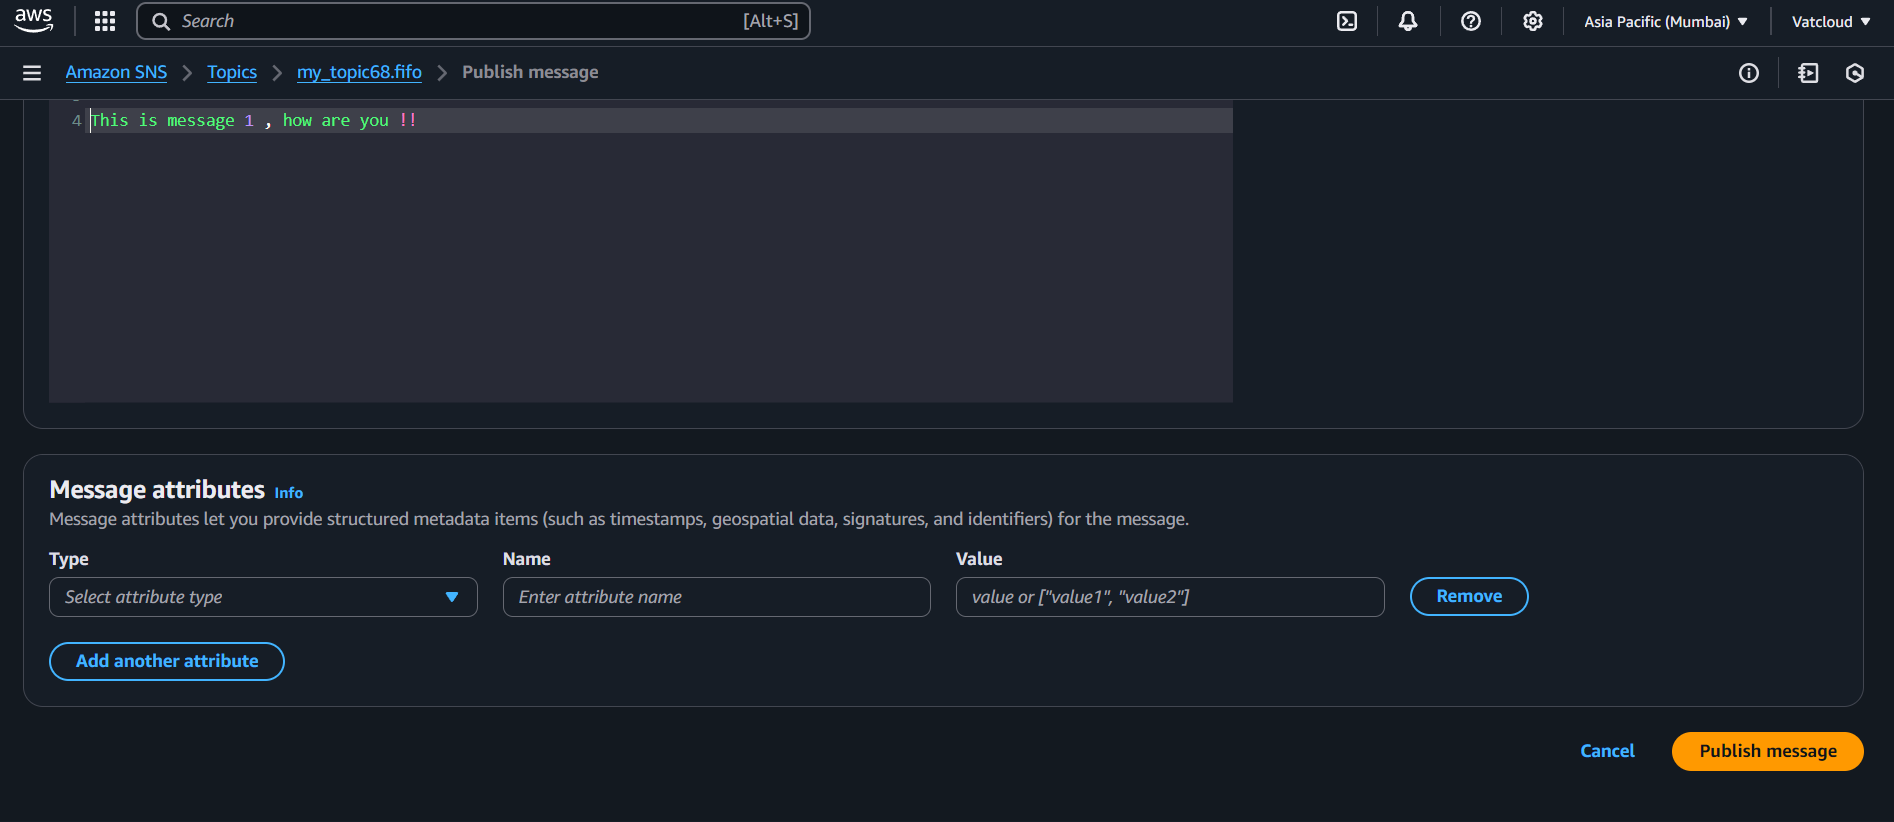 aws
Search [Alt+S]
Asia Pacific (Mumbai) Vatcloud
Amazon SNS Topics my_topic68.fifo Publish message
4 This is message 1 , how are you !!
Message attributes Info
Message attributes let you provide structured metadata items (such as timestamps, geospatial data, signatures, and identifiers) for the message.
Type Name Value
Select attribute type Enter attribute name value or ["value1", "value2"] Remove
Add another attribute
Cancel Publish message